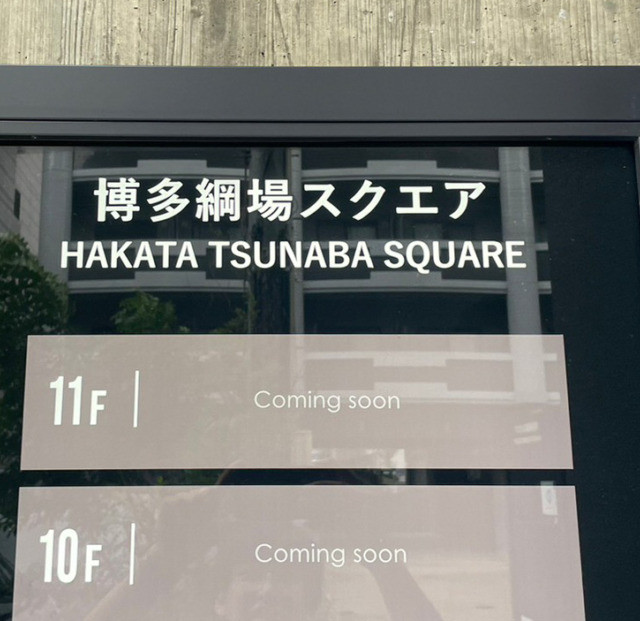 博多綱場スクエア
HAKATA TSUNABA SQUARE
11F Coming soon
10F Coming soon